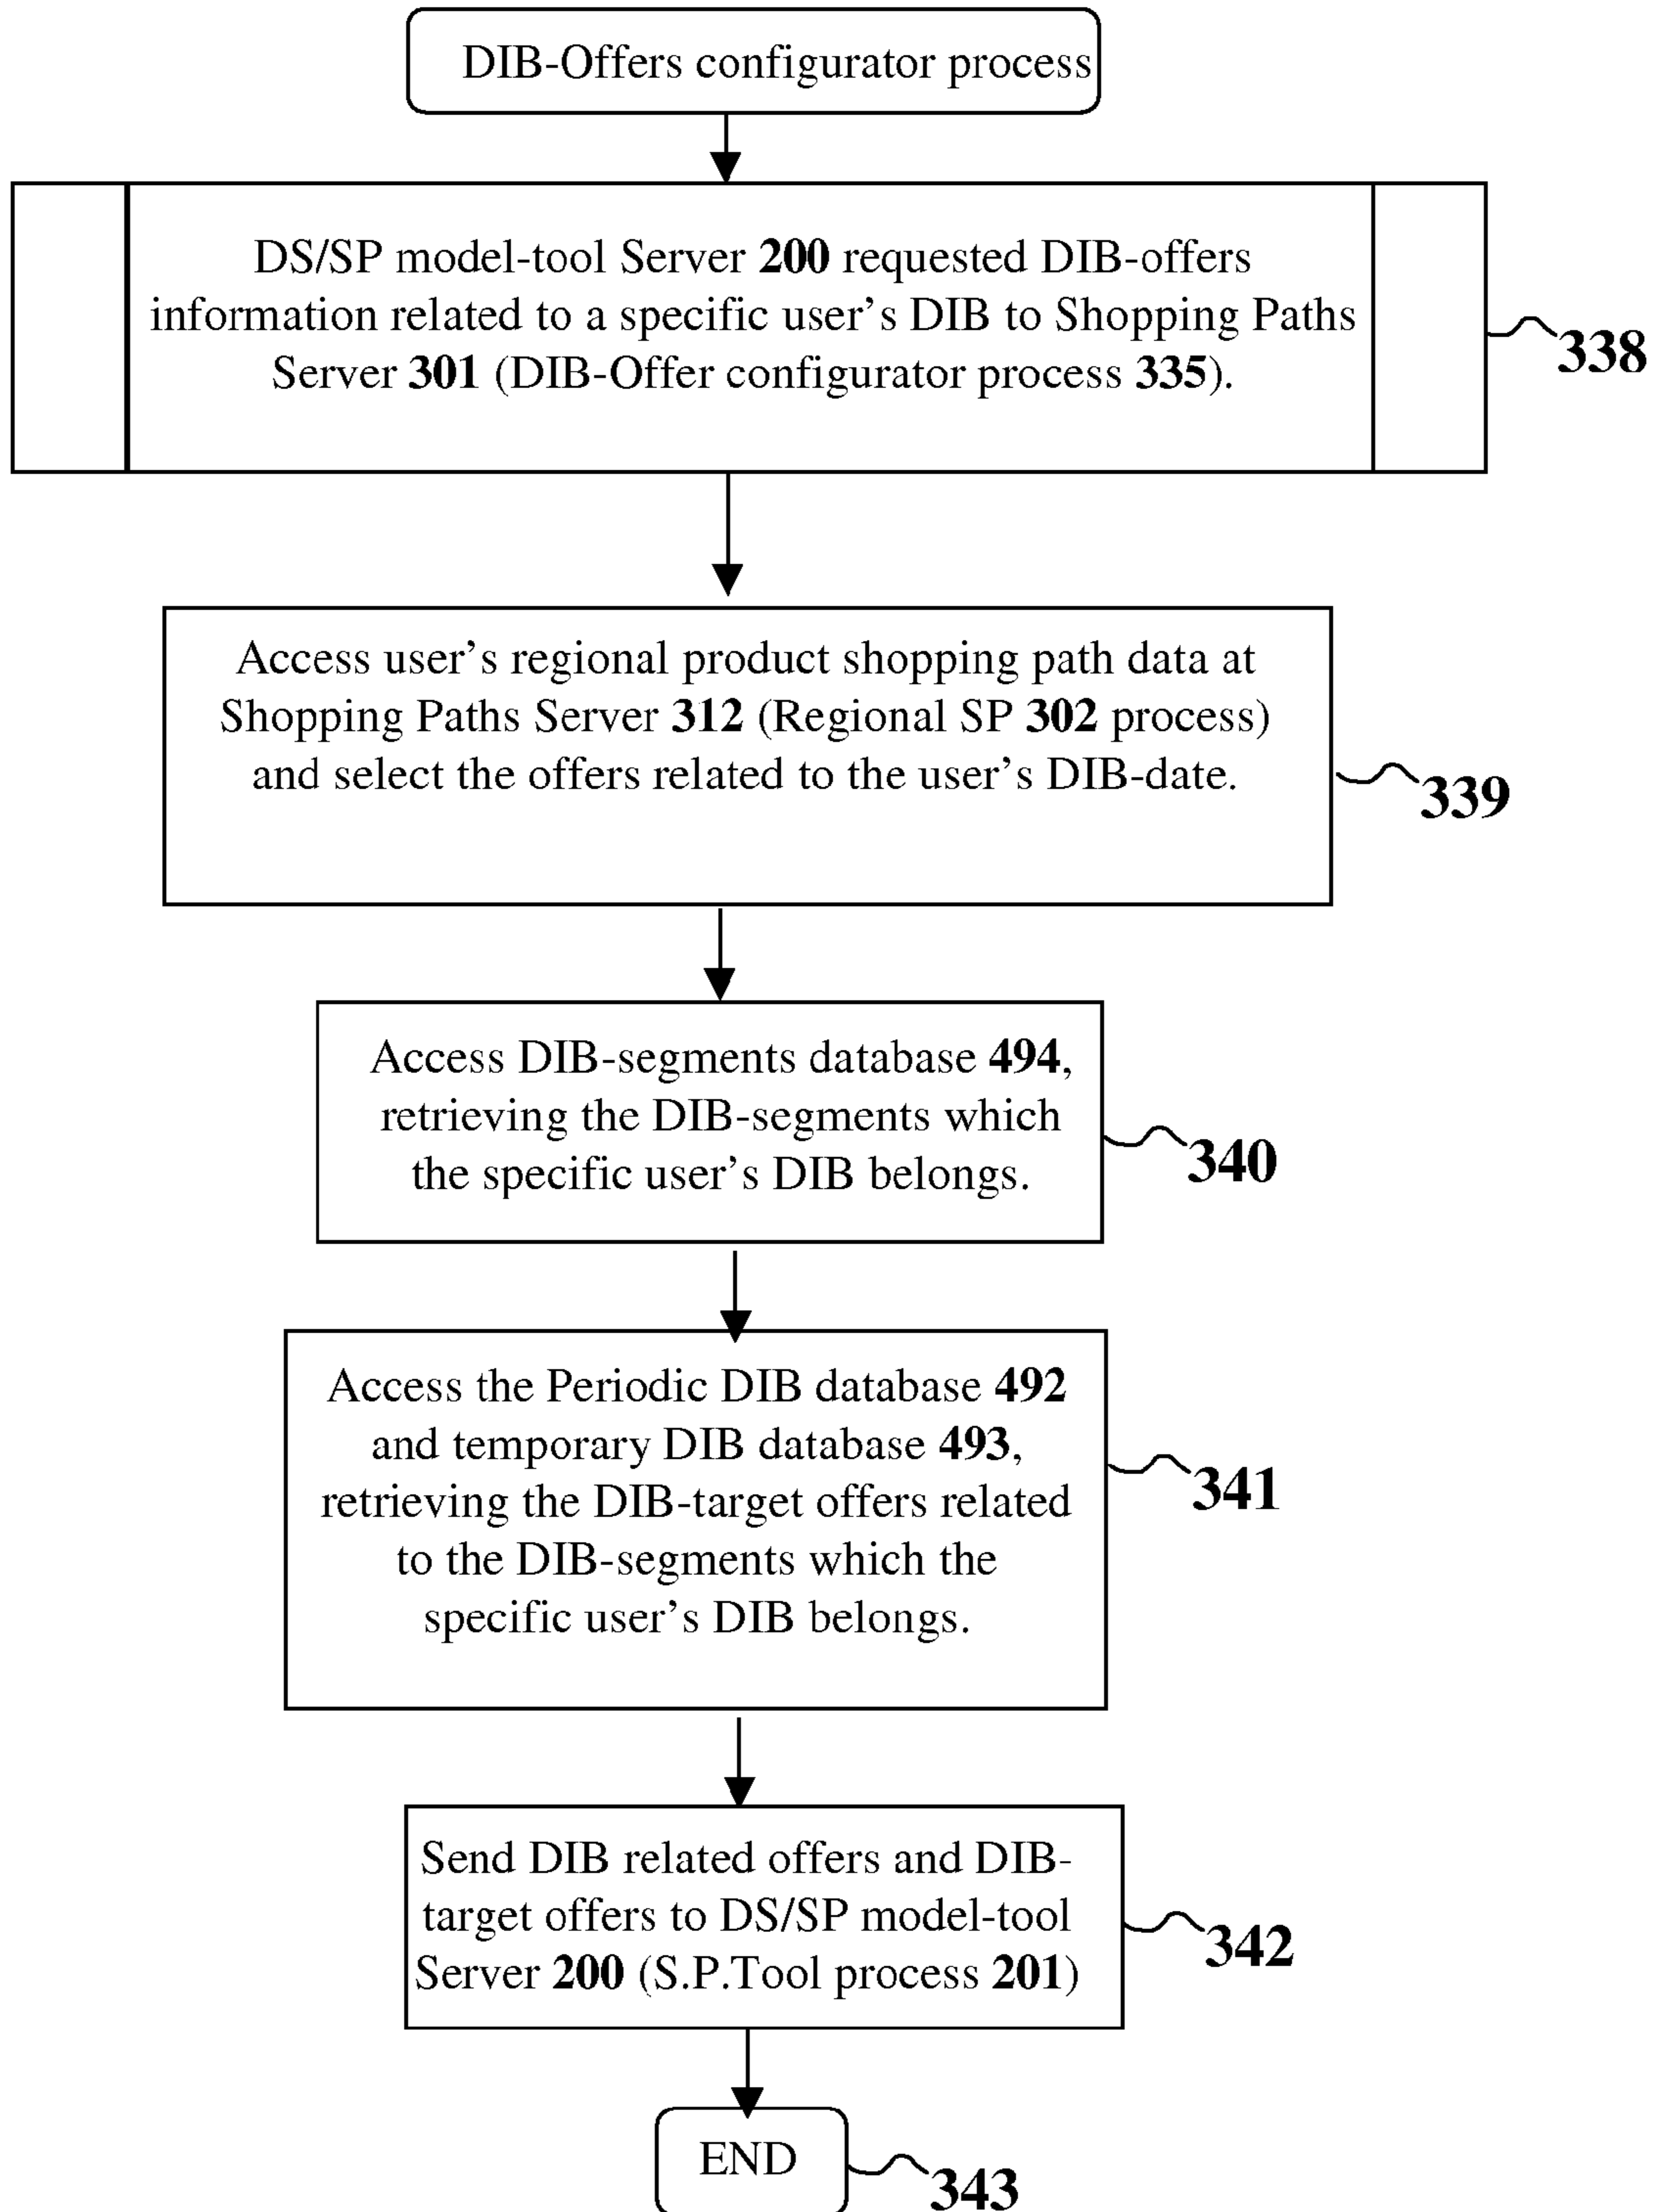 DIB-Offers configurator process
DS/SP model-tool Server 200 requested DIB-offers
information related to a specific user's DIB to Shopping Paths
Server 301 (DIB-Offer configurator process 335).
338
Access user's regional product shopping path data at
Shopping Paths Server 312 (Regional SP 302 process)
and select the offers related to the user's DIB-date.
339
Access DIB-segments database 494,
retrieving the DIB-segments which
the specific user's DIB belongs.
340
Access the Periodic DIB database 492
and temporary DIB database 493,
retrieving the DIB-target offers related
to the DIB-segments which the
specific user's DIB belongs.
341
Send DIB related offers and DIB-
target offers to DS/SP model-tool
Server 200 (S.P.Tool process 201)
342
END
343